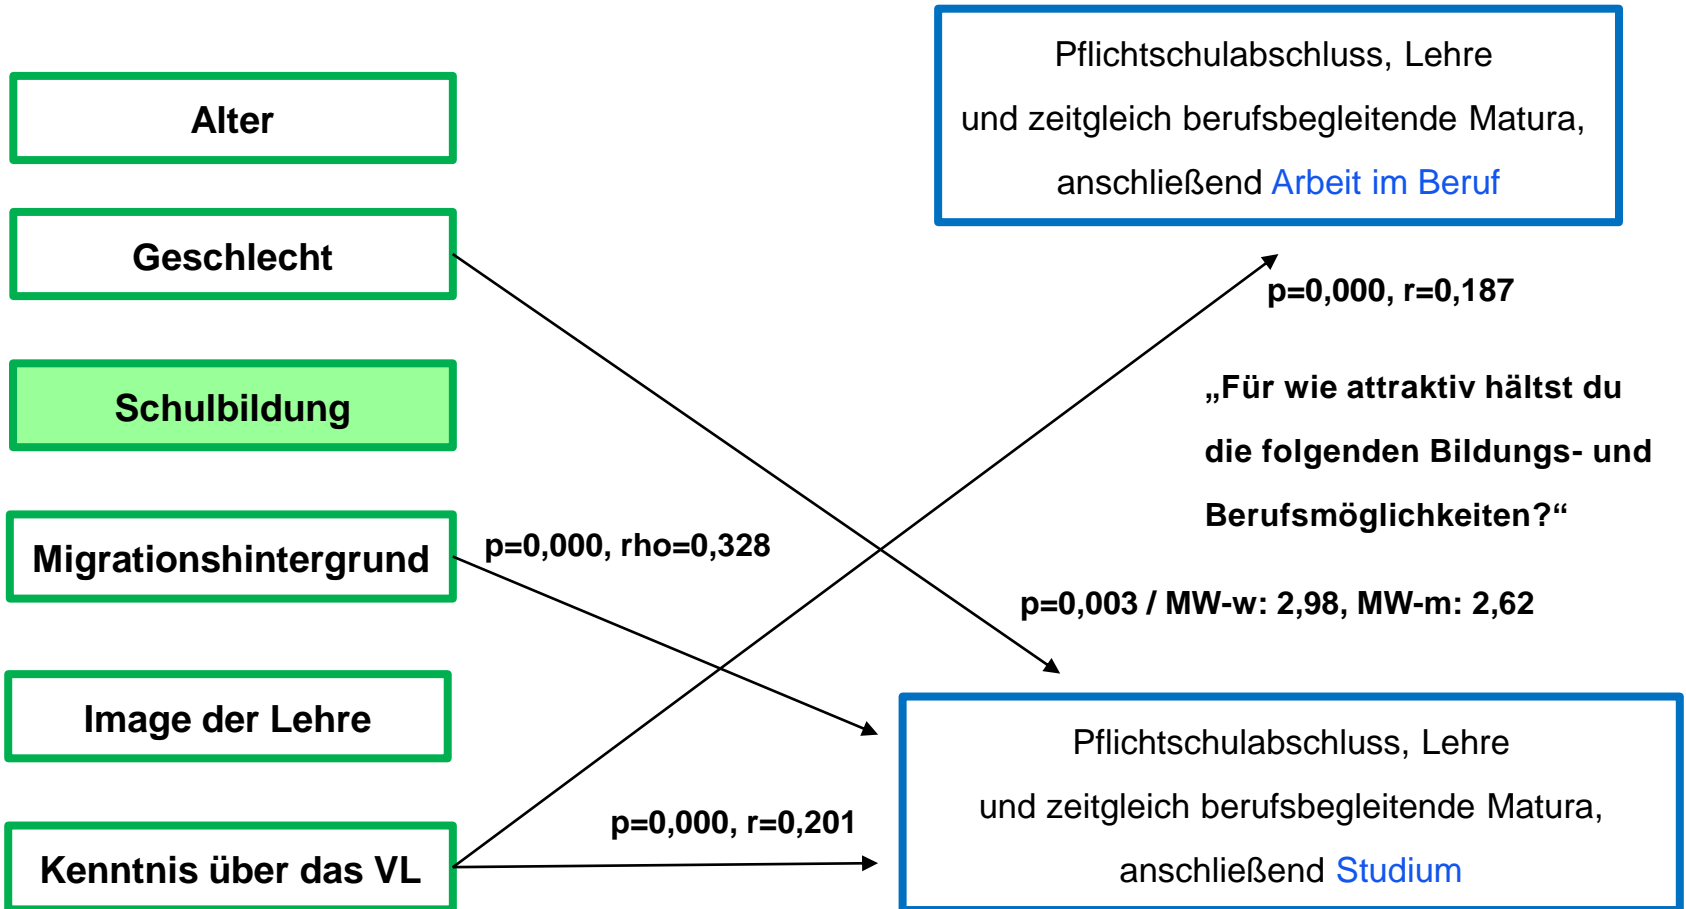 Alter
Geschlecht
Schulbildung
Migrationshintergrund
Image der Lehre
Kenntnis über das VL
Pflichtschulabschluss, Lehre
und zeitgleich berufsbegleitende Matura,
anschließend Arbeit im Beruf
p=0,000, r=0,187
„Für wie attraktiv hältst du
die folgenden Bildungs- und
Berufsmöglichkeiten?“
p=0,000, rho=0,328
p=0,003 / MW-w: 2,98, MW-m: 2,62
p=0,000, r=0,201
Pflichtschulabschluss, Lehre
und zeitgleich berufsbegleitende Matura,
anschließend Studium